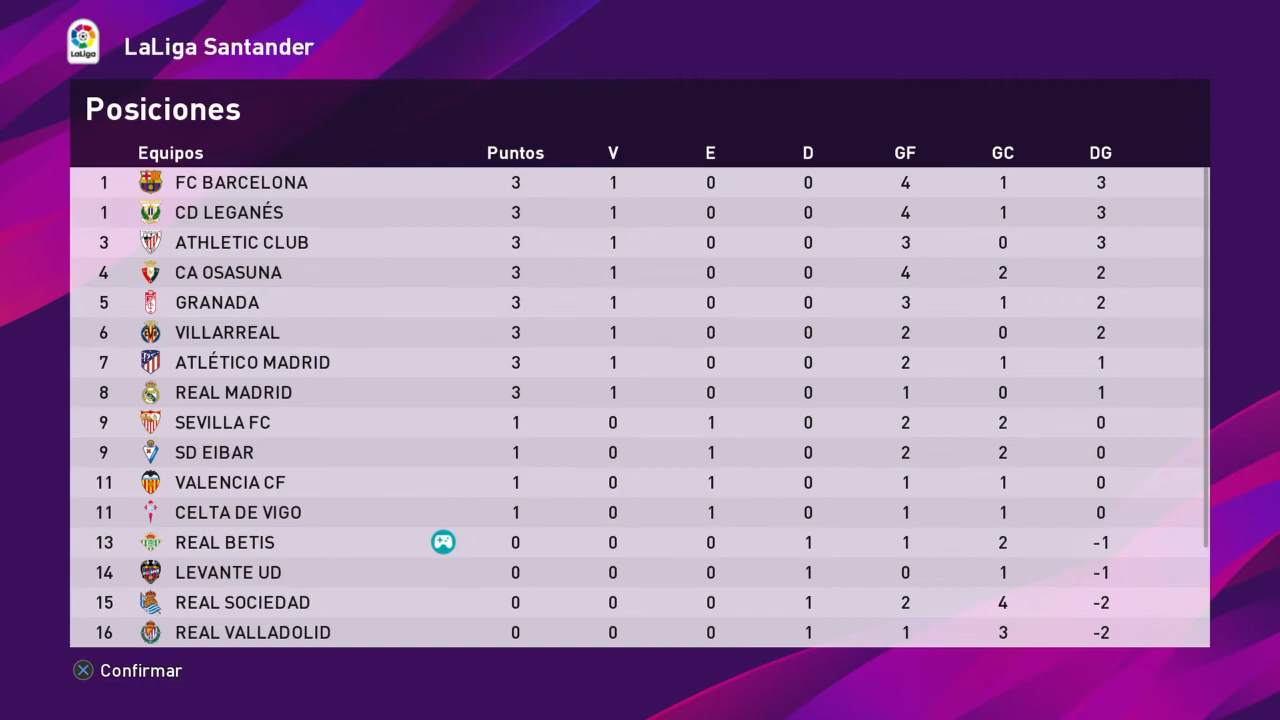 LaLiga
LaLiga Santander
Posiciones
Equipos Puntos V E D GF GC DG
1 FC BARCELONA 3 1 0 0 4 1 3
1 CD LEGANÉS 3 1 0 0 4 1 3
3 ATHLETIC CLUB 3 1 0 0 3 0 3
4 CA OSASUNA 3 1 0 0 4 2 2
5 GRANADA 3 1 0 0 3 1 2
6 VILLARREAL 3 1 0 0 2 0 2
7 ATLÉTICO MADRID 3 1 0 0 2 1 1
8 REAL MADRID 3 1 0 0 1 0 1
9 SEVILLA FC 1 0 1 0 2 2 0
9 SD EIBAR 1 0 1 0 2 2 0
11 VALENCIA CF 1 0 1 0 1 1 0
11 CELTA DE VIGO 1 0 1 0 1 1 0
13 REAL BETIS 0 0 0 1 1 2 -1
14 LEVANTE UD 0 0 0 1 0 1 -1
15 REAL SOCIEDAD 0 0 0 1 2 4 -2
16 REAL VALLADOLID 0 0 0 1 1 3 -2
Confirmar